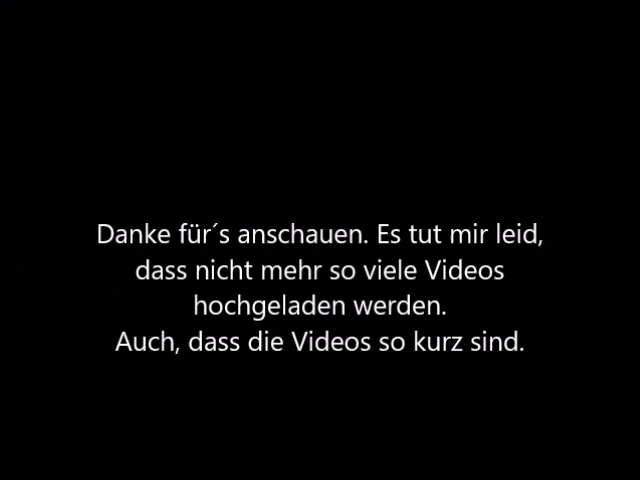 Danke für´s anschauen. Es tut mir leid,
dass nicht mehr so viele Videos
hochgeladen werden.
Auch, dass die Videos so kurz sind.